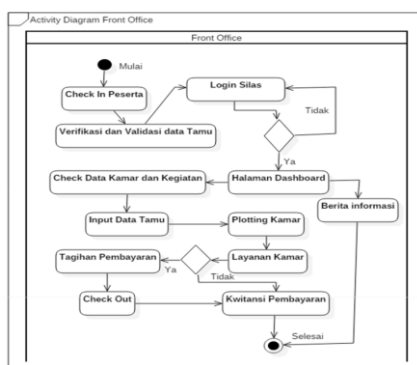 Activity Diagram Front Office
Front Office
Mulai
Check In Peserta
Login Silas
Tidak
Verifikasi dan Validasi data Tamu
Ya
Check Data Kamar dan Kegiatan
Halaman Dashboard
Berita informasi
Input Data Tamu
Plotting Kamar
Tagihan Pembayaran
Ya
Layanan Kamar
Tidak
Check Out
Kwitansi Pembayaran
Selesai